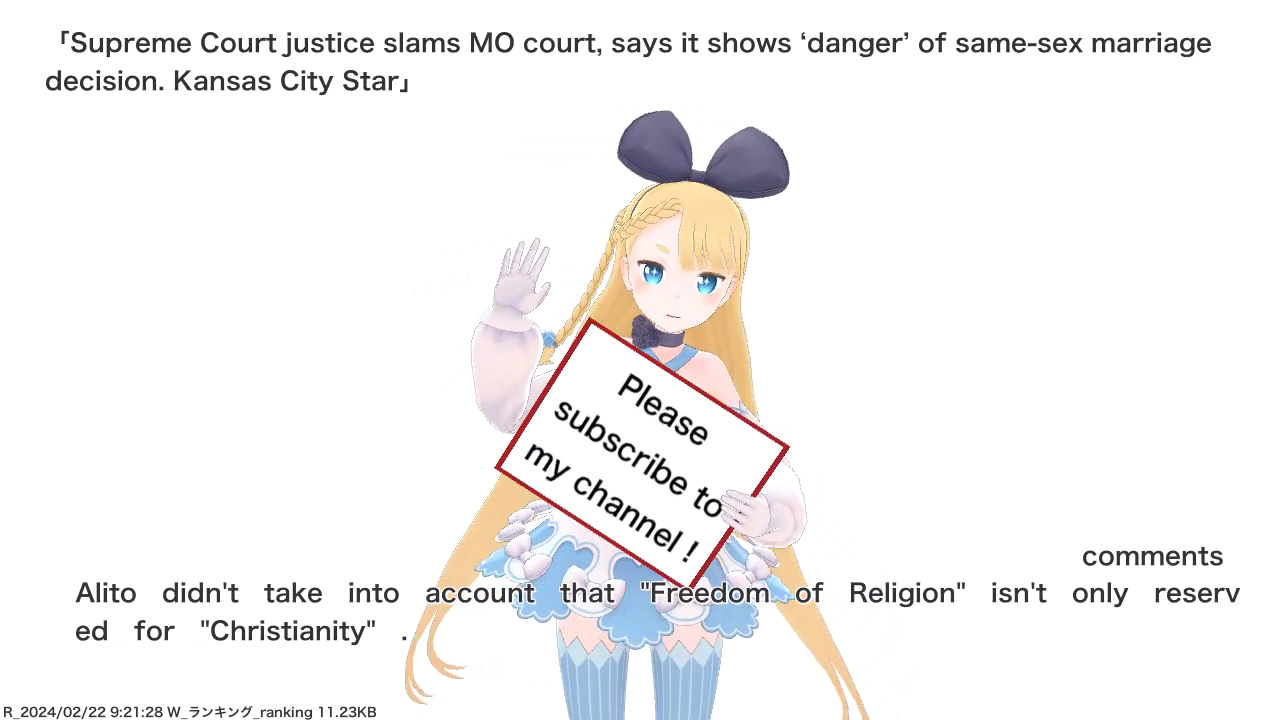 「Supreme Court justice slams MO court, says it shows ‘danger’ of same-sex marriage
decision. Kansas City Star」
Please
subscribe to
my channel !
comments
Alito didn't take into account that "Freedom of Religion" isn't only reserv
ed for "Christianity" .
R_2024/02/22 9:21:28 W_ランキング_ranking 11.23KB